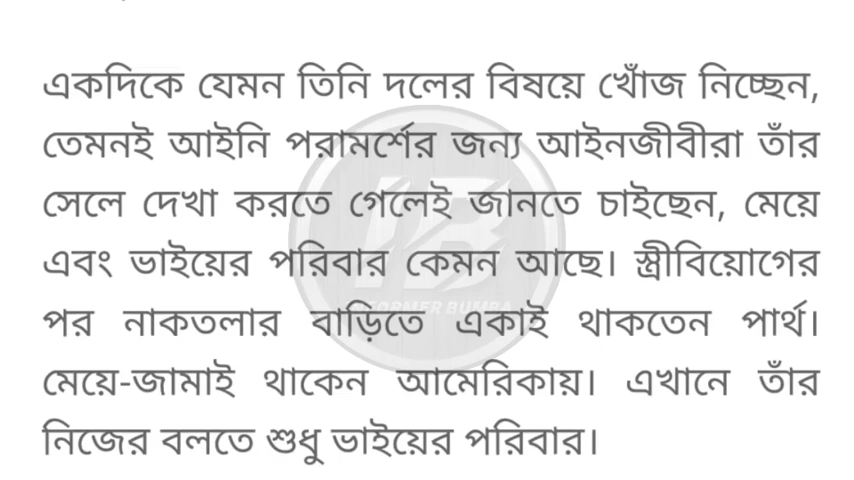 একদিকে যেমন তিনি দলের বিষয়ে খোঁজ নিচ্ছেন,
তেমনই আইনি পরামর্শের জন্য আইনজীবীরা তাঁর
সেলে দেখা করতে গেলেই জানতে চাইছেন, মেয়ে
এবং ভাইয়ের পরিবার কেমন আছে। স্ত্রীবিয়োগের
পর নাকতলার বাড়িতে একাই থাকতেন পার্থ।
মেয়ে-জামাই থাকেন আমেরিকায়। এখানে তাঁর
নিজের বলতে শুধু ভাইয়ের পরিবার।